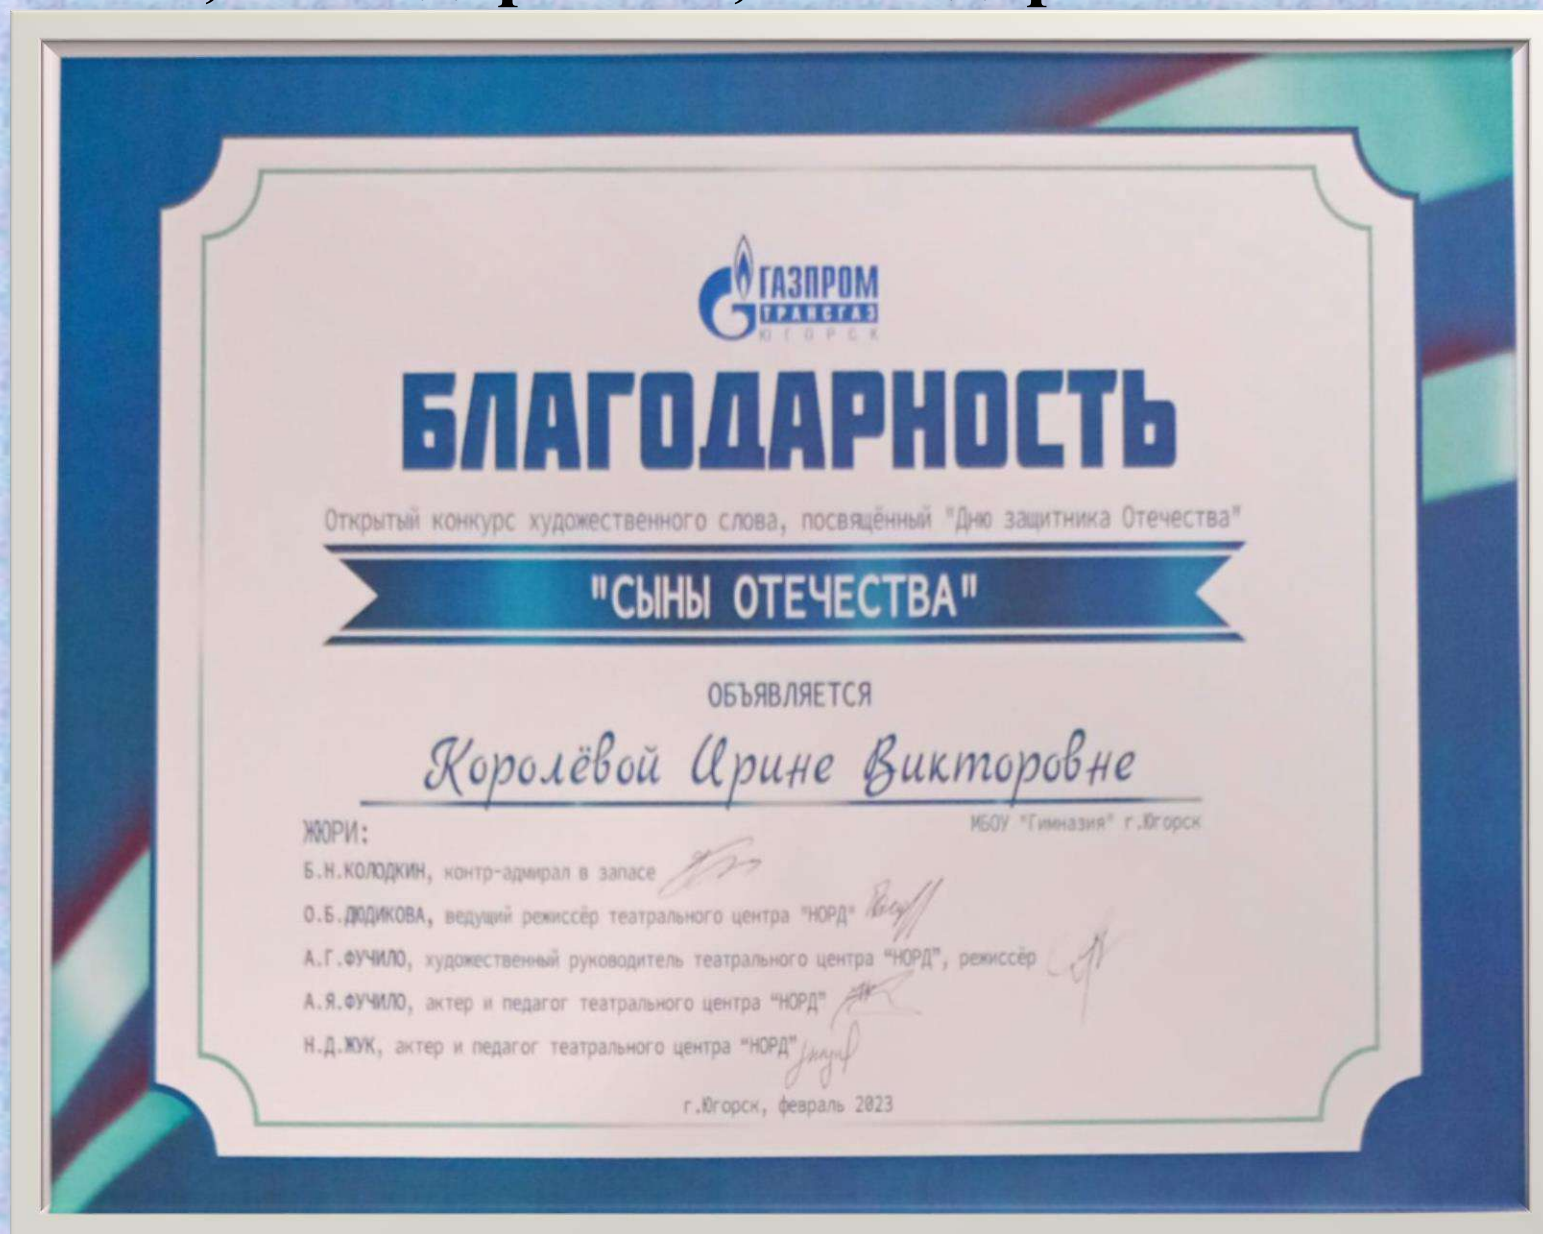 ГАЗПРОМ
ТРАНСГАЗ
ЮГОРСК
БЛАГОДАРНОСТЬ
Открытый конкурс художественного слова, посвящённый "Дню защитника Отечества"
"СЫНЫ ОТЕЧЕСТВА"
ОБЪЯВЛЯЕТСЯ
Королёвой Ирине Викторовне
МБОУ "Гимназия" г.Югорск
ЖЮРИ:
Б.Н.КОЛОДКИН, контр-адмирал в запасе
О.Б.ДЮДИКОВА, ведущий режиссёр театрального центра "НОРД"
А.Г.ФУЧИЛО, художественный руководитель театрального центра "НОРД", режиссёр
А.Я.ФУЧИЛО, актер и педагог театрального центра "НОРД"
Н.Д.ЖУК, актер и педагог театрального центра "НОРД"
г.Югорск, февраль 2023